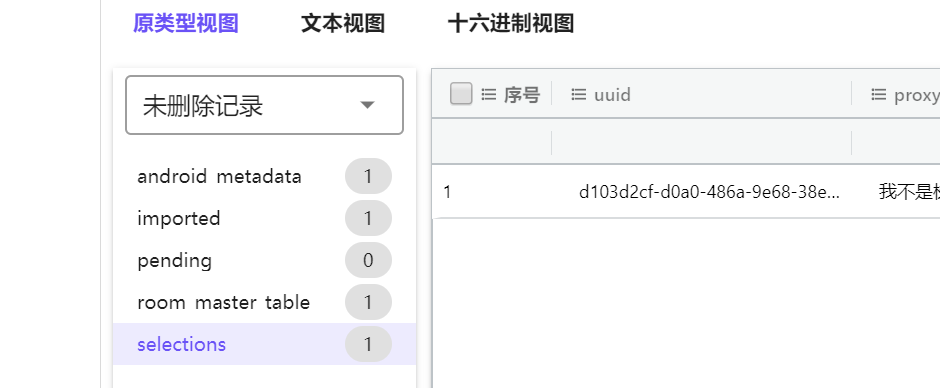 原类型视图 文本视图 十六进制视图
未删除记录
序号 uuid proxy
android metadata 1
imported 1
pending 0
room master table 1
selections 1
1 d103d2cf-d0a0-486a-9e68-38e... 我不是